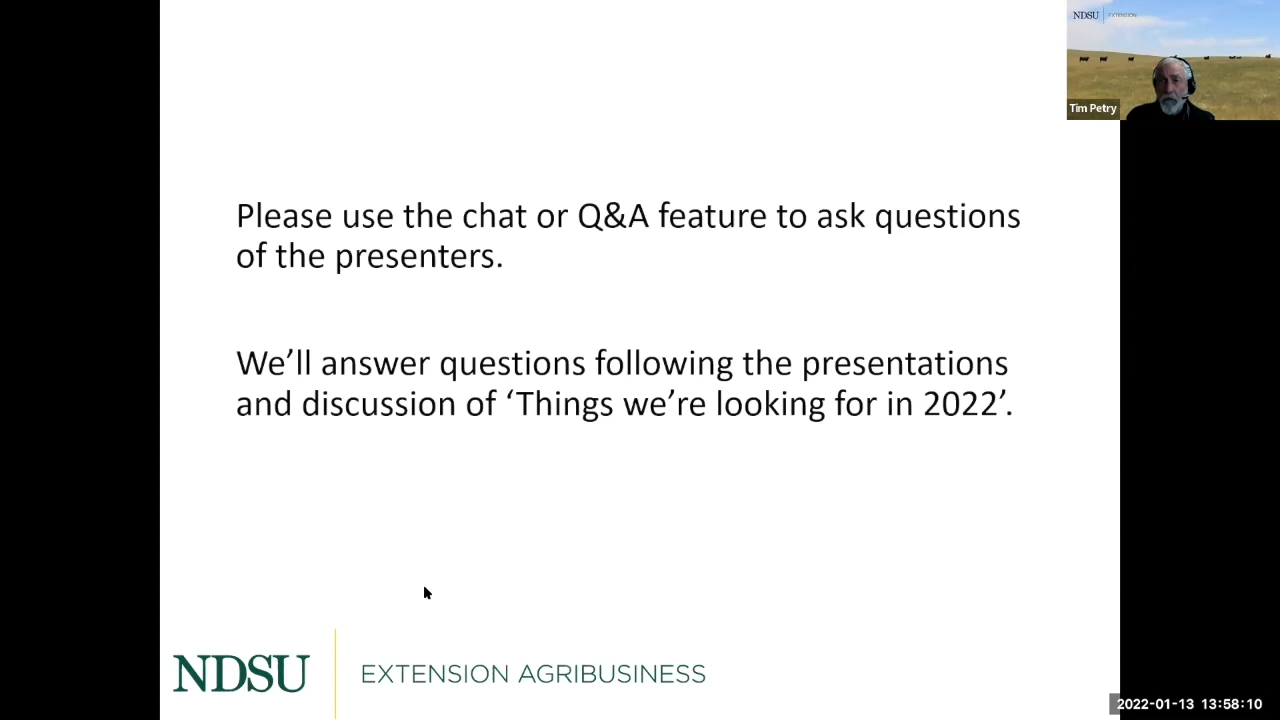 NDSU EXTENSION
Tim Petry
Please use the chat or Q&A feature to ask questions
of the presenters.
We’ll answer questions following the presentations
and discussion of ‘Things we’re looking for in 2022’.
NDSU EXTENSION AGRIBUSINESS
2022-01-13 13:58:10